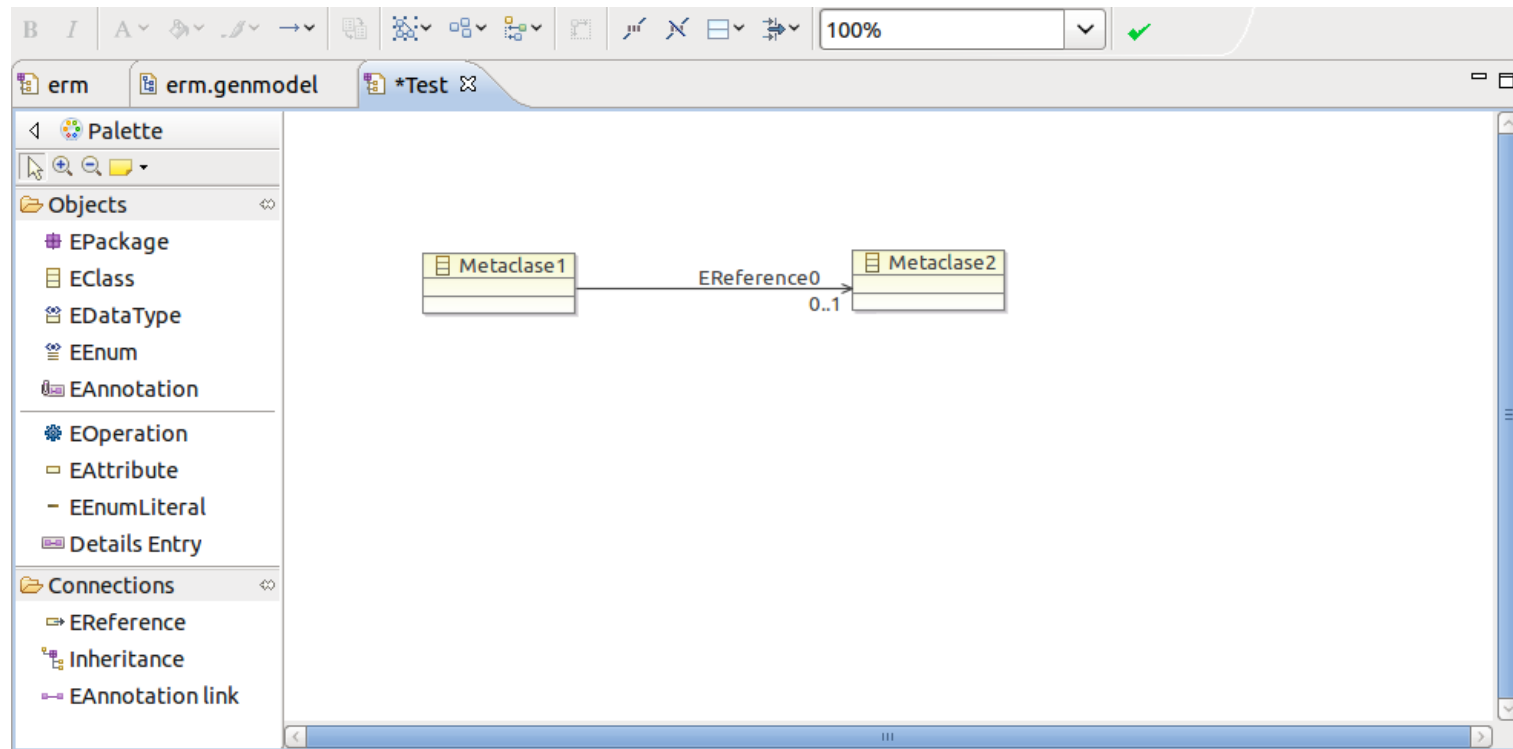 B I A 100%
erm erm.genmodel *Test
Palette
Objects
EPackage
EClass
EDataType
EEnum
EAnnotation
EOperation
EAttribute
EEnumLiteral
Details Entry
Connections
EReference
Inheritance
EAnnotation link
Metaclase1
EReference0
0..1
Metaclase2